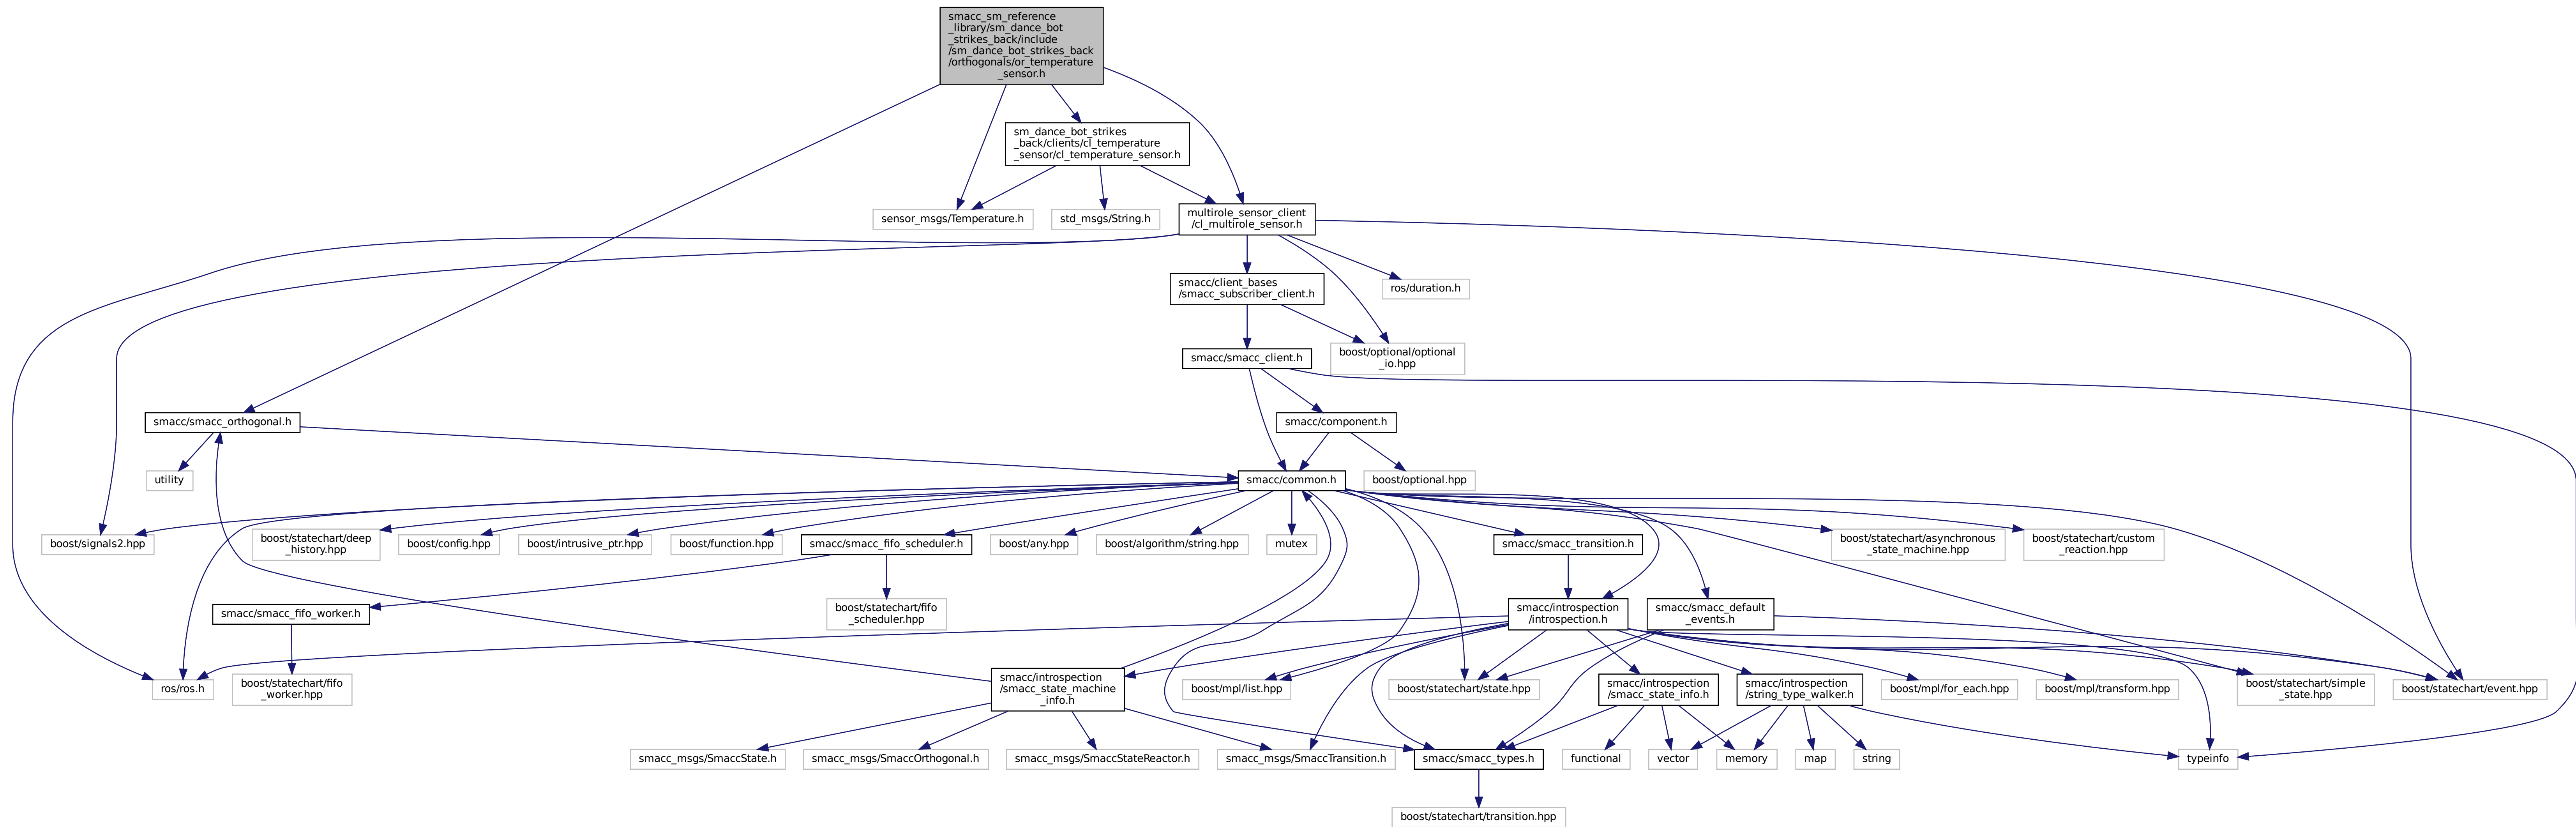 smacc_sm_reference
_library/sm_dance_bot
_strikes_back/include
/sm_dance_bot_strikes_back
/orthogonals/or_temperature
_sensor.h
sm_dance_bot_strikes
_back/clients/cl_temperature
_sensor/cl_temperature_sensor.h
sensor_msgs/Temperature.h
std_msgs/String.h
multirole_sensor_client
/cl_multirole_sensor.h
smacc/client_bases
/smacc_subscriber_client.h
ros/duration.h
smacc/smacc_client.h
boost/optional/optional
_io.hpp
smacc/smacc_orthogonal.h
smacc/component.h
utility
smacc/common.h
boost/optional.hpp
boost/signals2.hpp
boost/statechart/deep
_history.hpp
boost/config.hpp
boost/intrusive_ptr.hpp
boost/function.hpp
smacc/smacc_fifo_scheduler.h
boost/any.hpp
boost/algorithm/string.hpp
mutex
smacc/smacc_transition.h
boost/statechart/asynchronous
_state_machine.hpp
boost/statechart/custom
_reaction.hpp
smacc/smacc_fifo_worker.h
boost/statechart/fifo
_scheduler.hpp
smacc/introspection
/introspection.h
smacc/smacc_default
_events.h
ros/ros.h
boost/statechart/fifo
_worker.hpp
smacc/introspection
/smacc_state_machine
_info.h
boost/mpl/list.hpp
boost/statechart/state.hpp
smacc/introspection
/smacc_state_info.h
smacc/introspection
/string_type_walker.h
boost/mpl/for_each.hpp
boost/mpl/transform.hpp
boost/statechart/simple
_state.hpp
boost/statechart/event.hpp
smacc_msgs/SmaccState.h
smacc_msgs/SmaccOrthogonal.h
smacc_msgs/SmaccStateReactor.h
smacc_msgs/SmaccTransition.h
smacc/smacc_types.h
functional
vector
memory
map
string
typeinfo
boost/statechart/transition.hpp